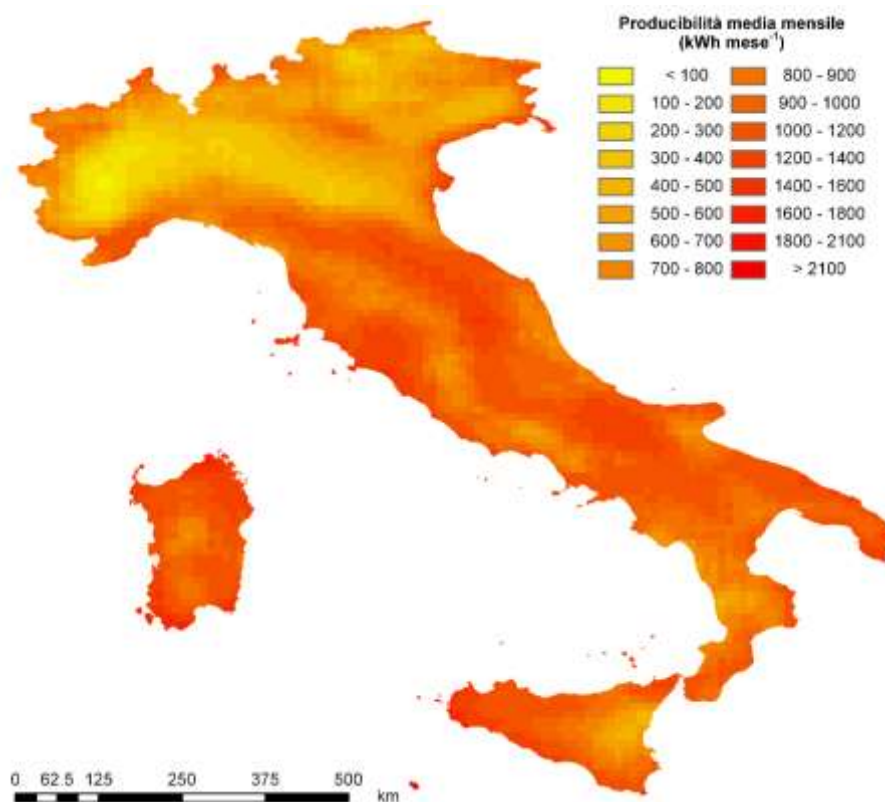 Producibilità media mensile
(kWh mese⁻¹)
< 100
100 - 200
200 - 300
300 - 400
400 - 500
500 - 600
600 - 700
700 - 800
800 - 900
900 - 1000
1000 - 1200
1200 - 1400
1400 - 1600
1600 - 1800
1800 - 2100
> 2100
0 62.5 125 250 375 500
km